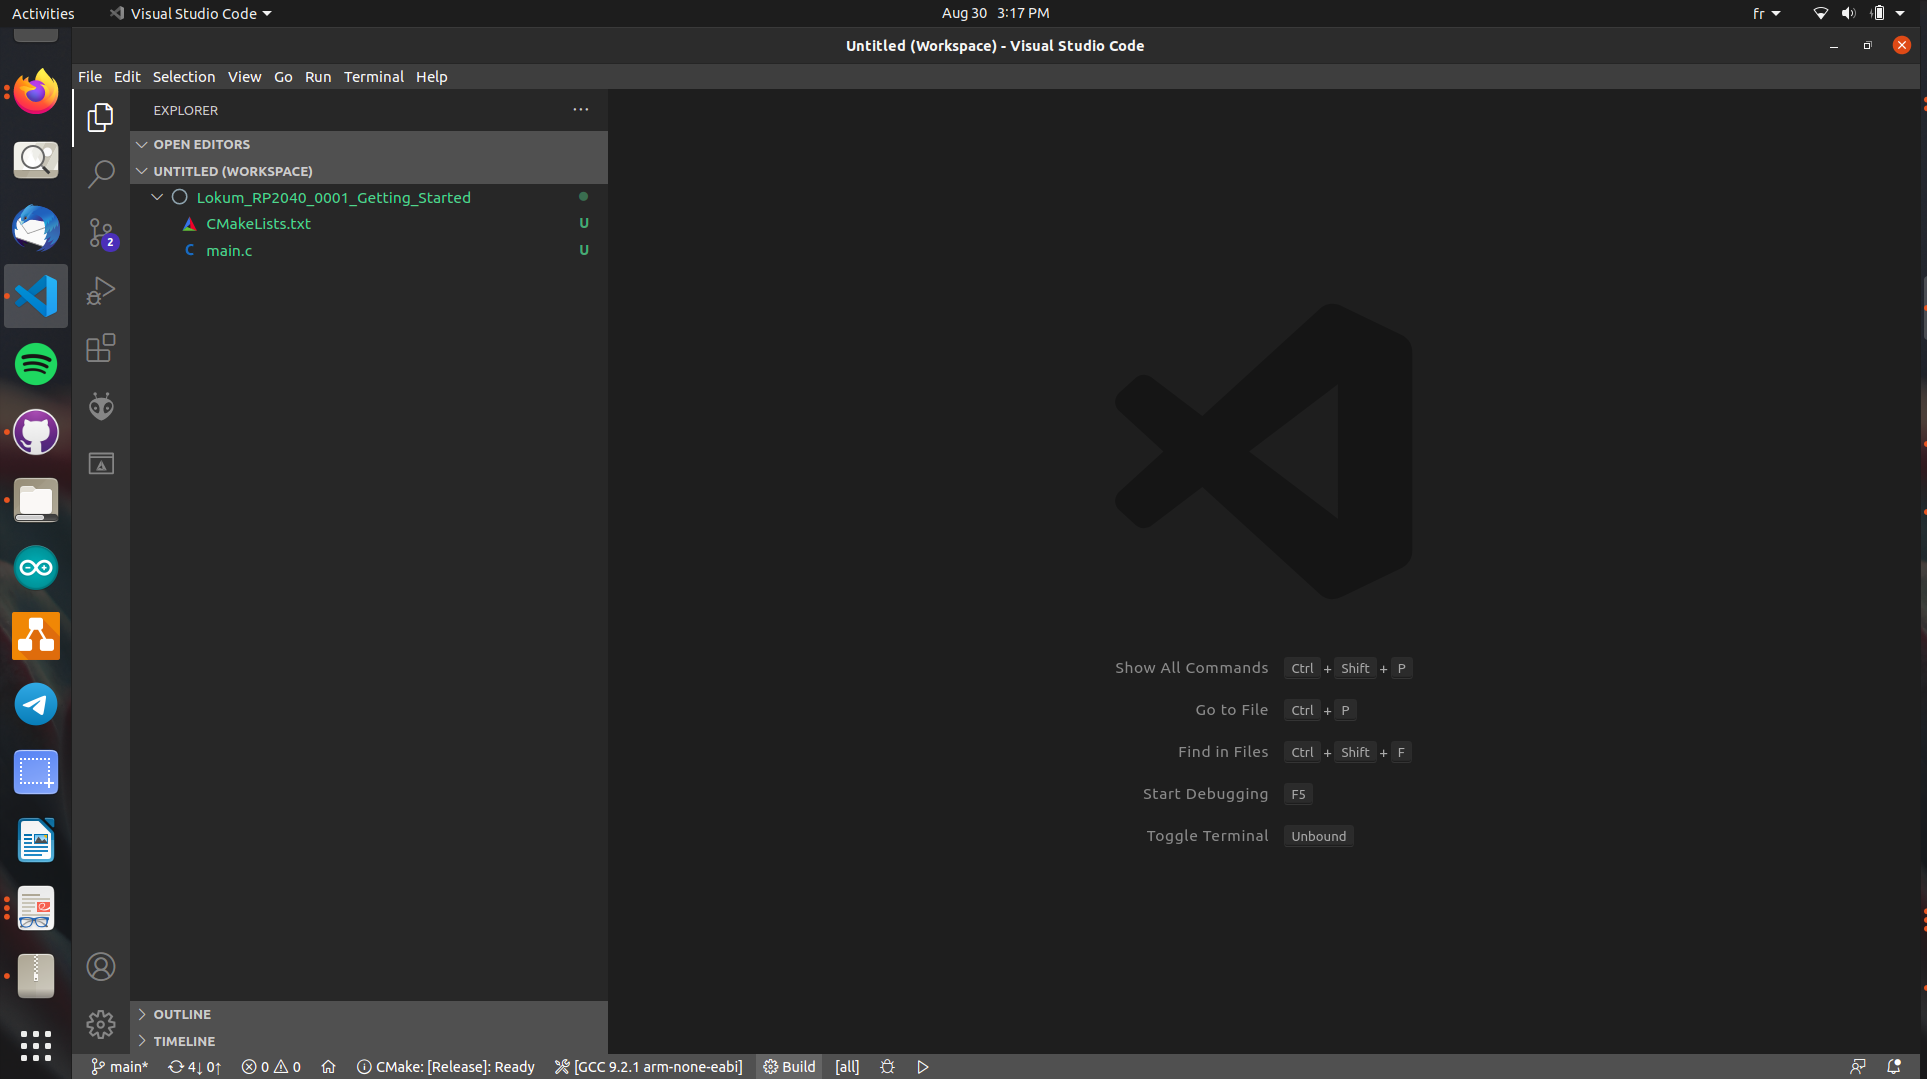 Activities Visual Studio Code Aug 30 3:17 PM fr
Untitled (Workspace) - Visual Studio Code
File Edit Selection View Go Run Terminal Help
EXPLORER
OPEN EDITORS
UNTITLED (WORKSPACE)
Lokum_RP2040_0001_Getting_Started
CMakeLists.txt U
C main.c U
2
Show All Commands Ctrl + Shift + P
Go to File Ctrl + P
Find in Files Ctrl + Shift + F
Start Debugging F5
Toggle Terminal Unbound
OUTLINE
TIMELINE
main* 4↓ 0↑ 0 0 CMake: [Release]: Ready [GCC 9.2.1 arm-none-eabi] Build [all]